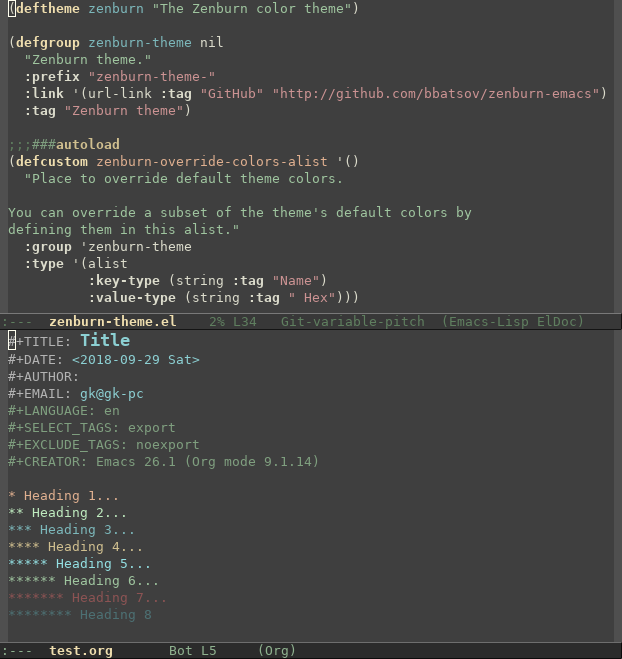 (deftheme zenburn "The Zenburn color theme")

(defgroup zenburn-theme nil
  "Zenburn theme."
  :prefix "zenburn-theme-"
  :link '(url-link :tag "GitHub" "http://github.com/bbatsov/zenburn-emacs")
  :tag "Zenburn theme")

;;;###autoload
(defcustom zenburn-override-colors-alist '()
  "Place to override default theme colors.

You can override a subset of the theme's default colors by
defining them in this alist."
  :group 'zenburn-theme
  :type '(alist
          :key-type (string :tag "Name")
          :value-type (string :tag " Hex")))
:---  zenburn-theme.el    2% L34   Git-variable-pitch  (Emacs-Lisp ElDoc)
#+TITLE: Title
#+DATE: <2018-09-29 Sat>
#+AUTHOR:
#+EMAIL: gk@gk-pc
#+LANGUAGE: en
#+SELECT_TAGS: export
#+EXCLUDE_TAGS: noexport
#+CREATOR: Emacs 26.1 (Org mode 9.1.14)

* Heading 1...
** Heading 2...
*** Heading 3...
**** Heading 4...
***** Heading 5...
****** Heading 6...
******* Heading 7...
******** Heading 8
:---  test.org       Bot L5     (Org)